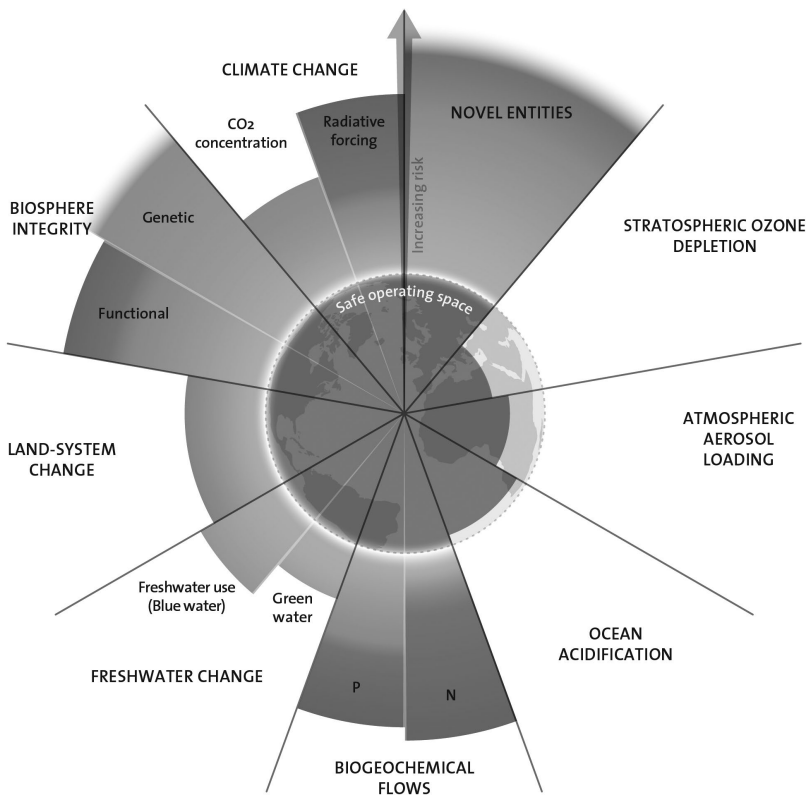 CLIMATE CHANGE
CO2
concentration
Radiative
forcing
NOVEL ENTITIES
Increasing risk
STRATOSPHERIC OZONE
DEPLETION
BIOSPHERE
INTEGRITY
Genetic
Functional
Safe operating space
ATMOSPHERIC
AEROSOL
LOADING
LAND-SYSTEM
CHANGE
Freshwater use
(Blue water)
Green
water
FRESHWATER CHANGE
OCEAN
ACIDIFICATION
P
N
BIOGEOCHEMICAL
FLOWS